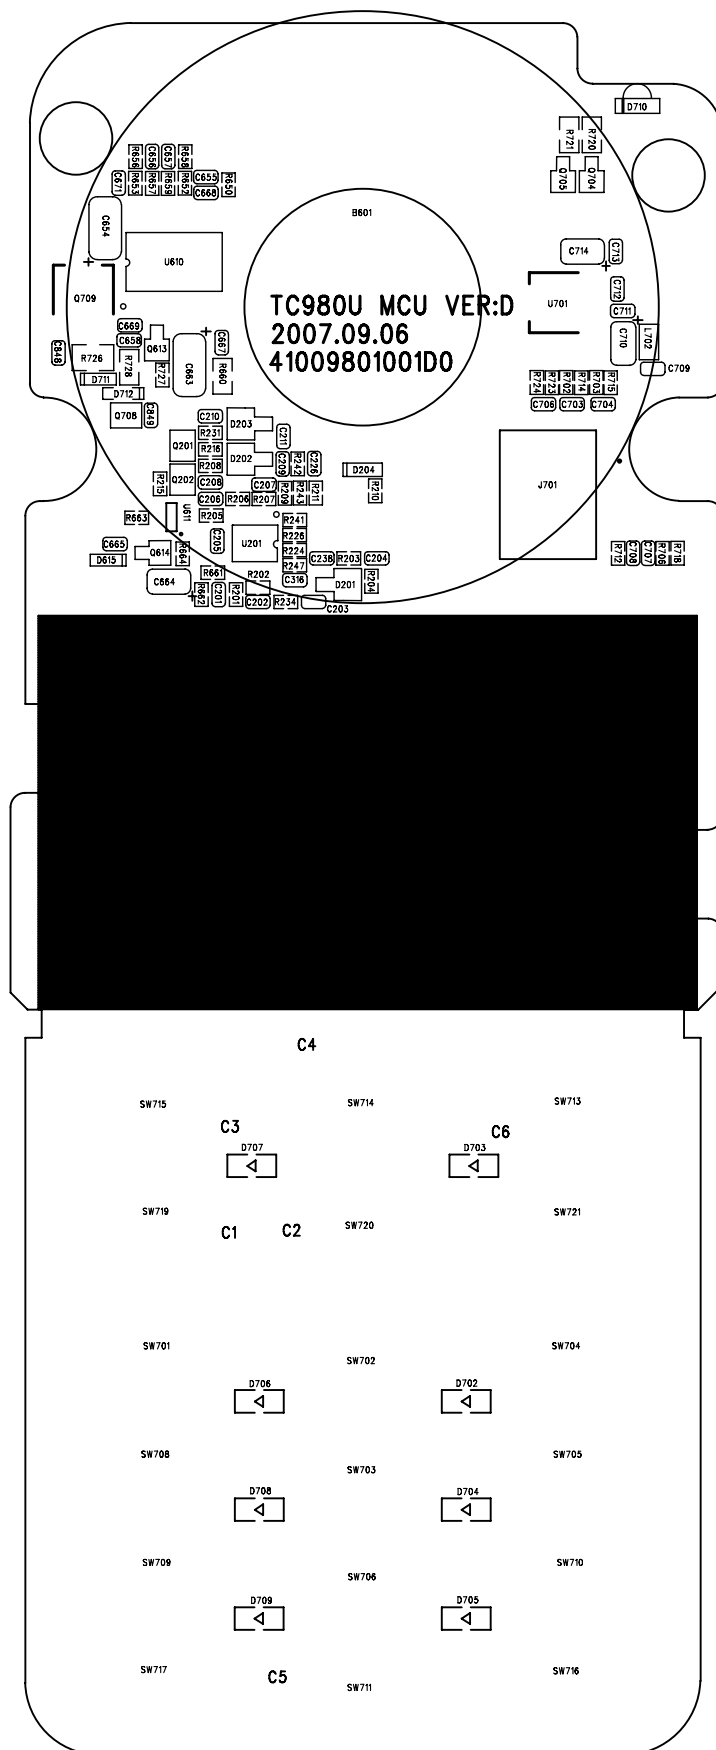 D710
R721
R720
R656
C656
C657
R658
C671
R653
R657
R659
R652
C655
C668
R650
Q705
Q704
C654
B601
U610
C714
C713
Q709
C712
U701
C711
TC980U MCU VER:D
2007.09.06
41009801001D0
C669
C658
C848
R726
Q613
C667
C710
L702
R728
R727
C663
R660
C709
D711
D712
R724
R723
R702
R714
R703
R715
Q708
C849
C210
D203
C706
C703
C704
R231
C211
Q201
R216
D202
R208
C209
R242
C226
D204
Q202
R215
C208
C207
C206
R206
R207
R209
R243
R211
R210
J701
U611
R663
R205
R241
C205
U201
R226
C665
Q614
R664
R224
D615
C238
R203
C204
R247
R712
C708
C707
R706
R718
C664
R661
R202
C316
D201
R204
R662
C201
R201
C202
R234
C203
C4
SW715
SW714
SW713
C3
C6
D707
D703
SW719
SW720
SW721
C1
C2
SW701
SW702
SW704
D706
D702
SW708
SW703
SW705
D708
D704
SW709
SW706
SW710
D709
D705
SW717
C5
SW711
SW716